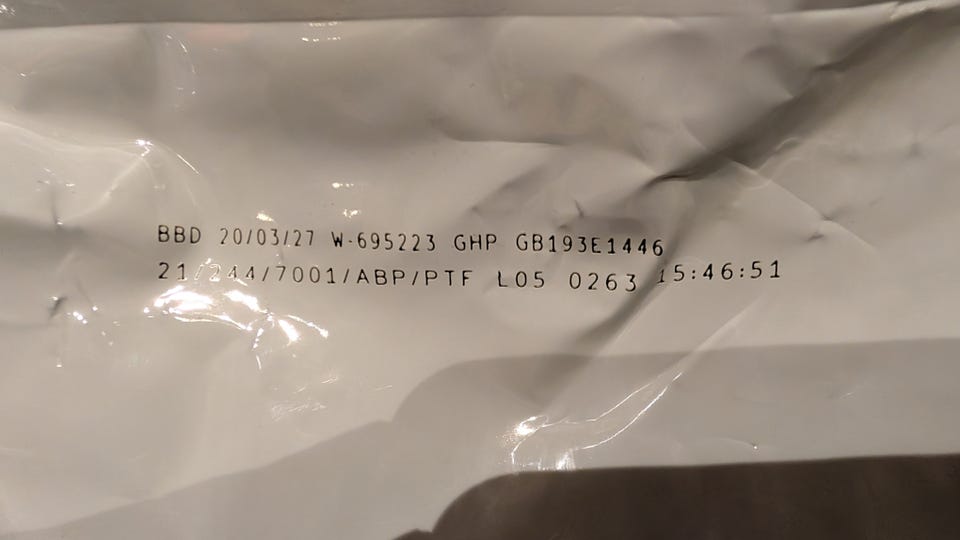 BBD 20/03/27 W-695223 GHP GB193E1446
21/244/7001/ABP/PTF L05 0263 15:46:51